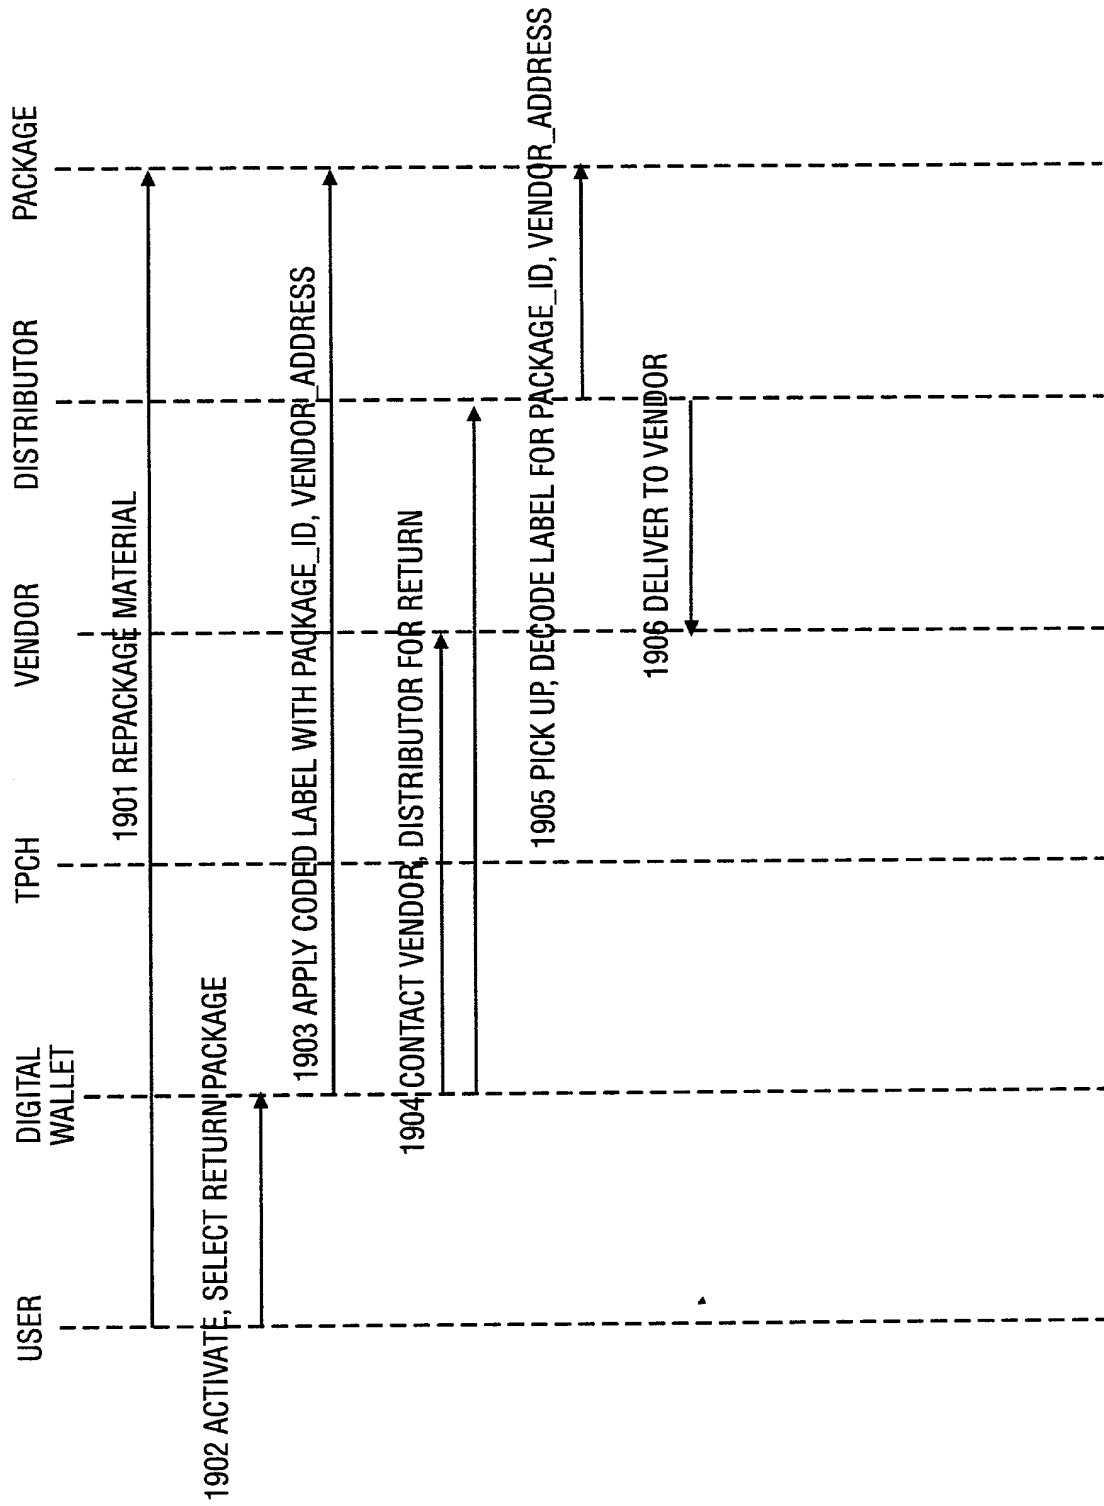 USER
DIGITAL
WALLET
TPCH
VENDOR
DISTRIBUTOR
PACKAGE
1901 REPACKAGE MATERIAL
1902 ACTIVATE, SELECT RETURN PACKAGE
1903 APPLY CODED LABEL WITH PACKAGE_ID, VENDOR_ADDRESS
1904 CONTACT VENDOR, DISTRIBUTOR FOR RETURN
1905 PICK UP, DECODE LABEL FOR PACKAGE_ID, VENDOR_ADDRESS
1906 DELIVER TO VENDOR